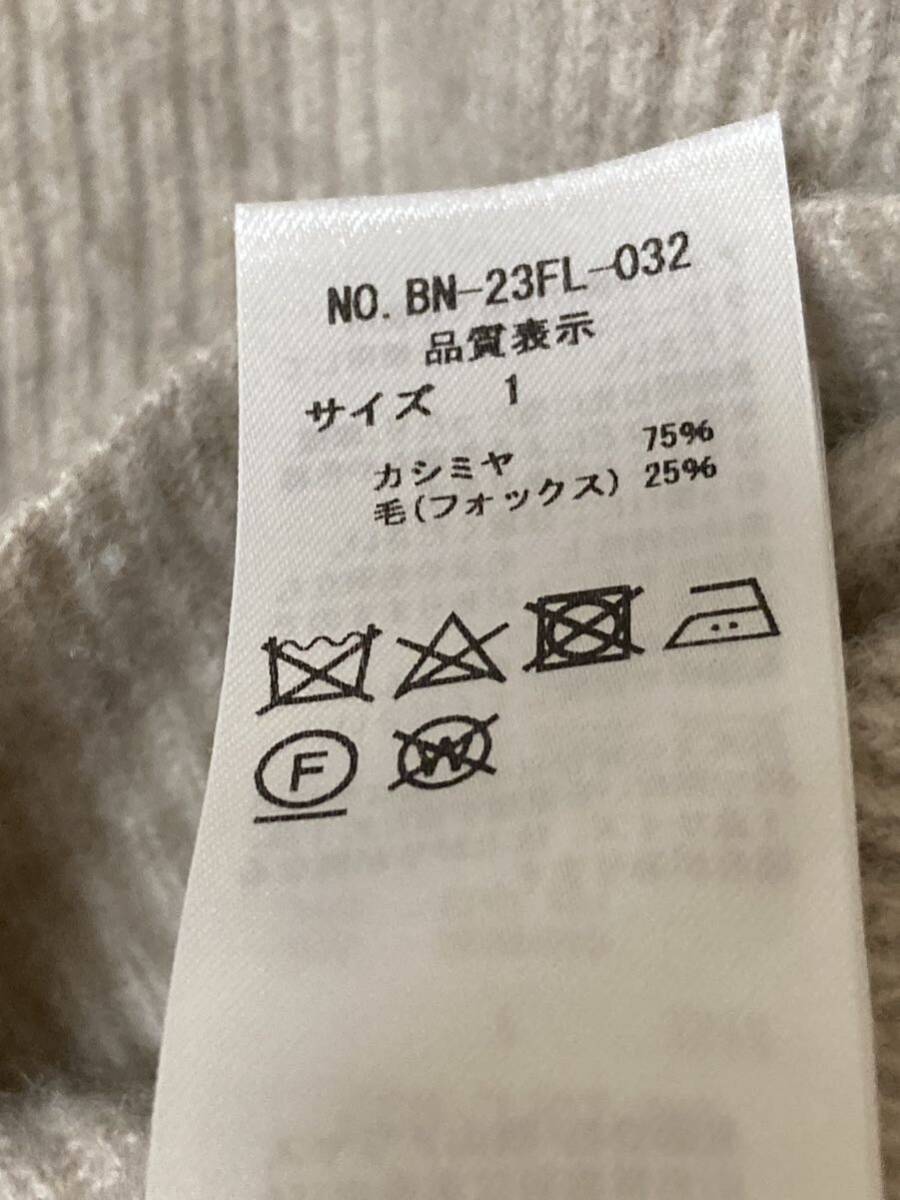 NO. BN-23FL-032
品質表示
サイズ 1
カシミヤ 75%
毛(フォックス) 25%
F
W